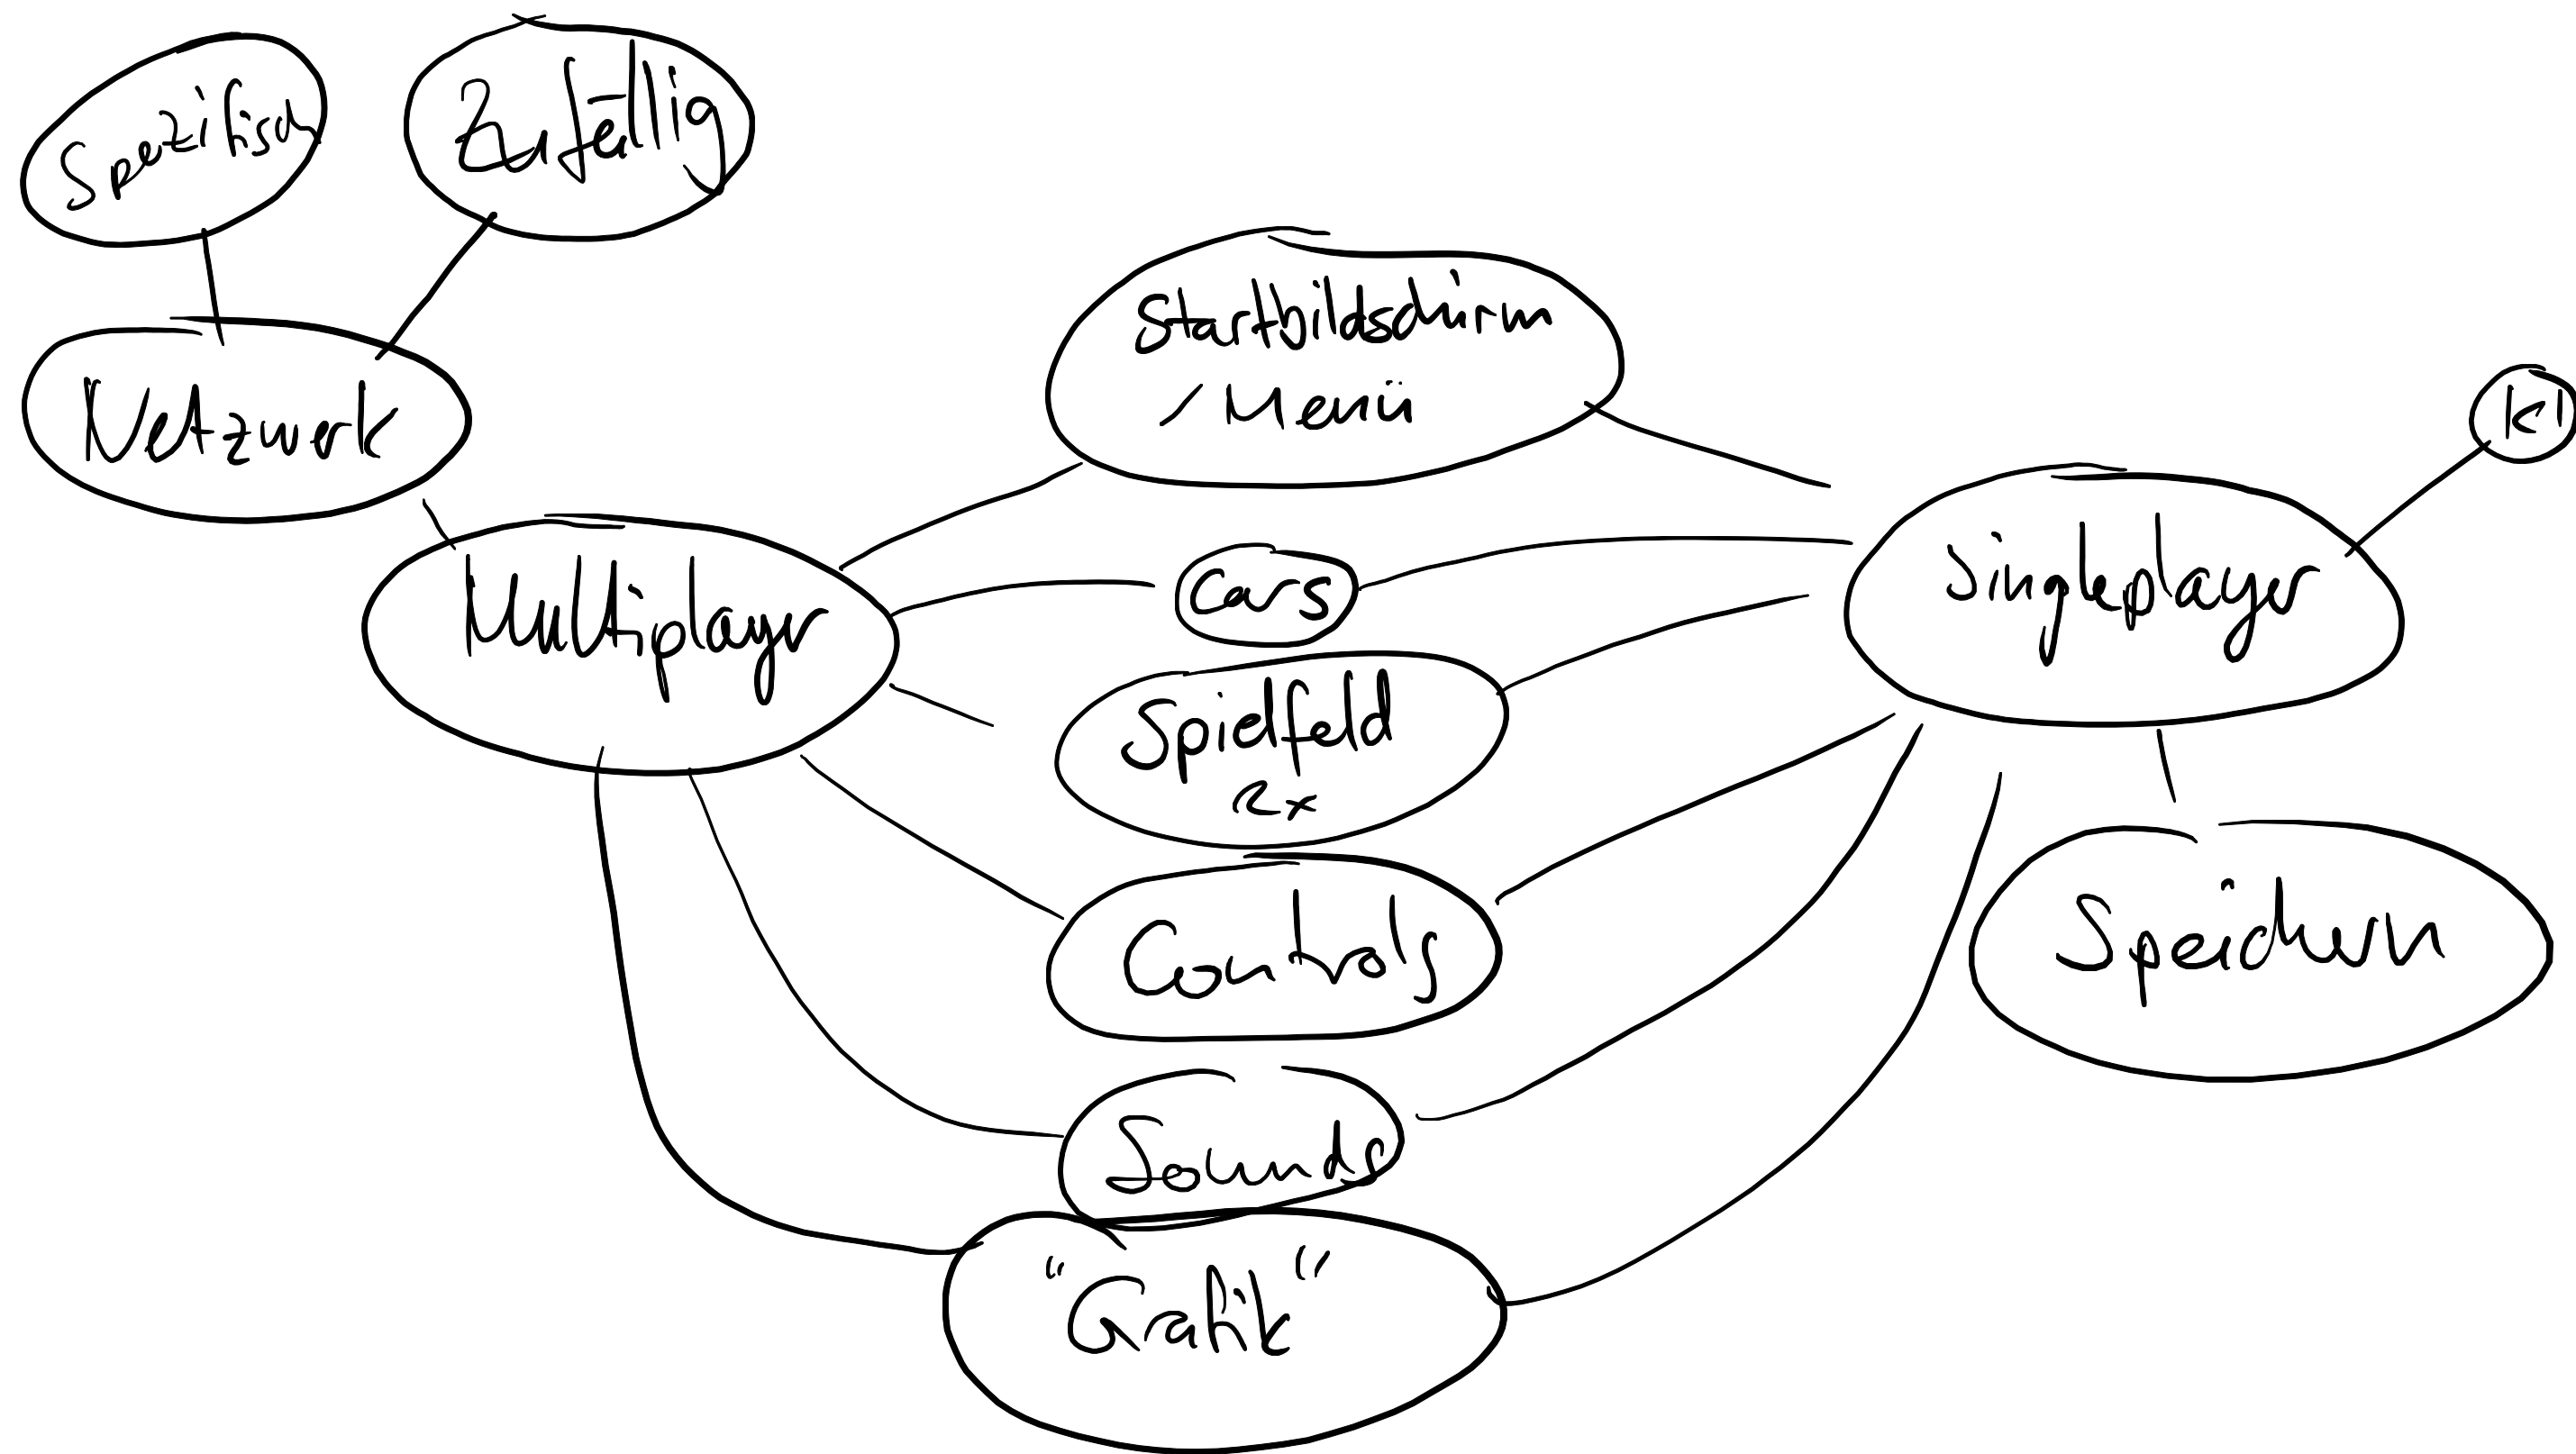 Spezifisch
Zufällig
Netzwerk
Startbildschirm
/ Menü
KI
Multiplayer
Cars
Singleplayer
Spielfeld
2x
Controls
Speichern
Sounds
"Grafik"